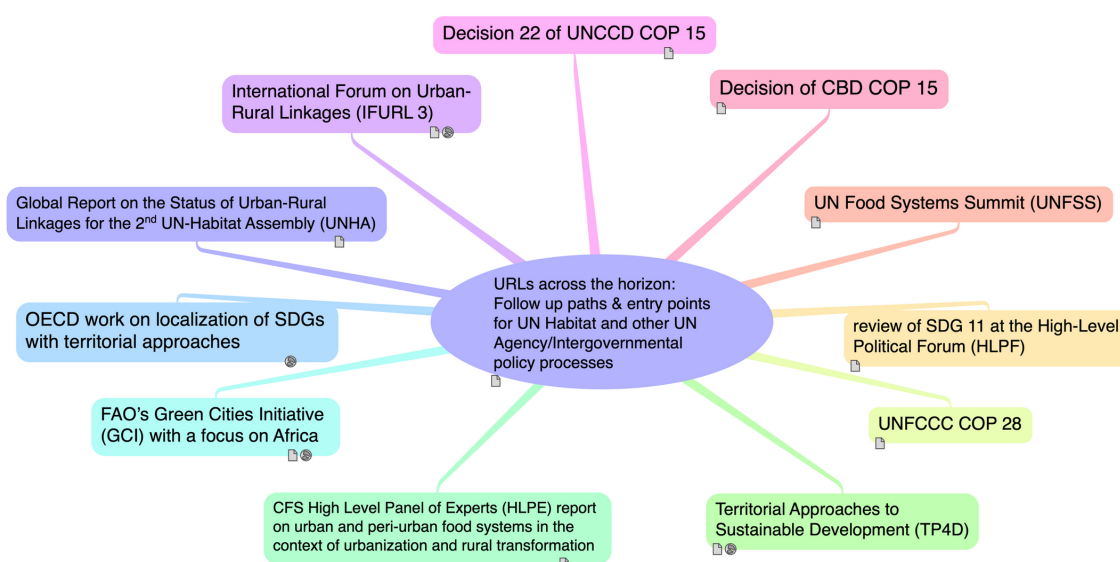 Decision 22 of UNCCD COP 15
Decision of CBD COP 15
International Forum on Urban-
Rural Linkages (IFURL 3)
UN Food Systems Summit (UNFSS)
Global Report on the Status of Urban-Rural
Linkages for the 2nd UN-Habitat Assembly (UNHA)
URLs across the horizon:
Follow up paths & entry points
for UN Habitat and other UN
Agency/Intergovernmental
policy processes
OECD work on localization of SDGs
with territorial approaches
review of SDG 11 at the High-Level
Political Forum (HLPF)
FAO’s Green Cities Initiative
(GCI) with a focus on Africa
UNFCCC COP 28
CFS High Level Panel of Experts (HLPE) report
on urban and peri-urban food systems in the
context of urbanization and rural transformation
Territorial Approaches to
Sustainable Development (TP4D)